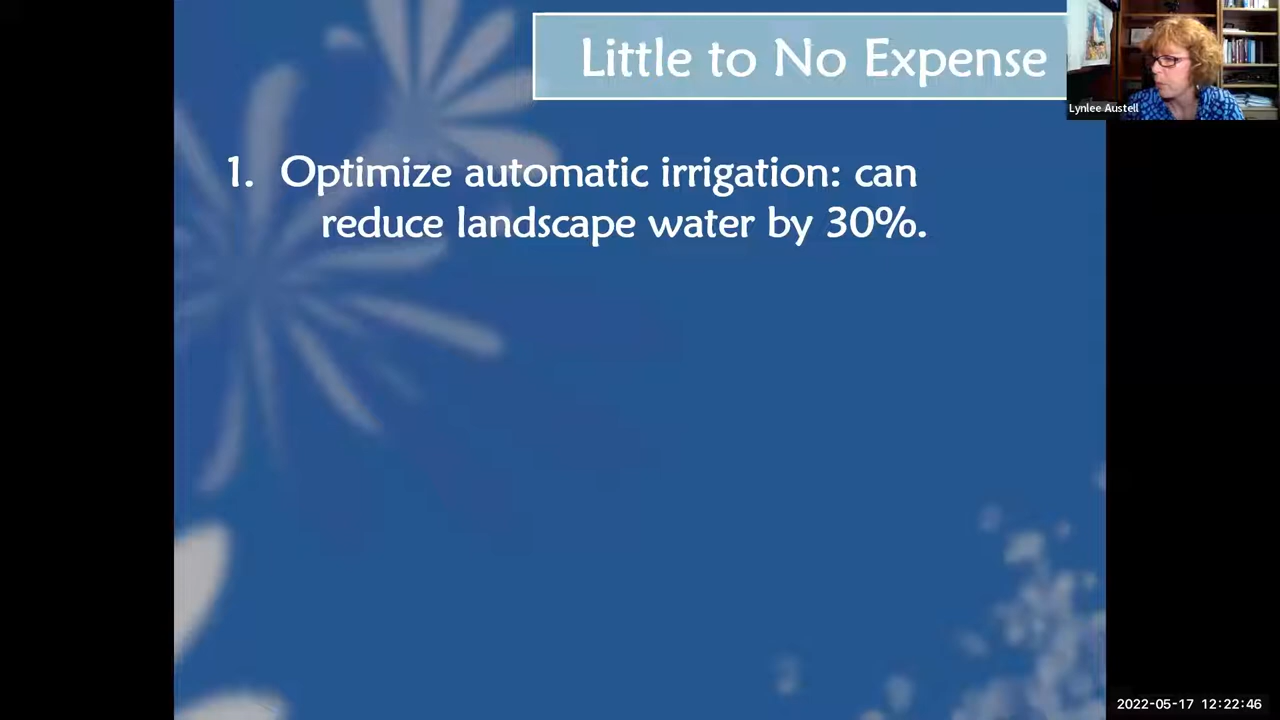 Little to No Expense
Lynlee Austell
1. Optimize automatic irrigation: can
reduce landscape water by 30%.
2022-05-17 12:22:46